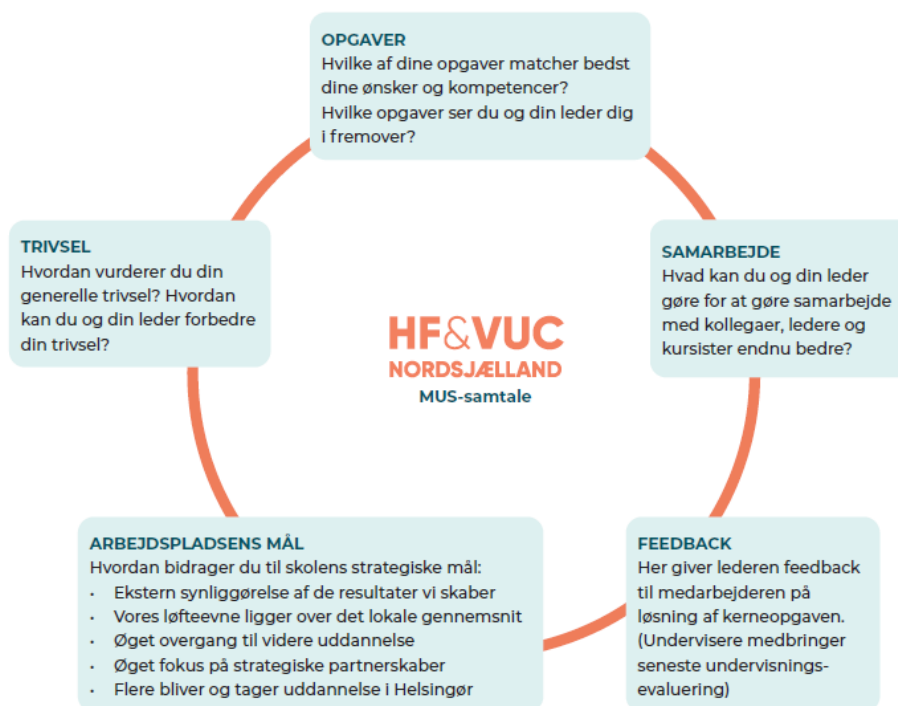 OPGAVER
Hvilke af dine opgaver matcher bedst
dine ønsker og kompetencer?
Hvilke opgaver ser du og din leder dig
i fremover?
TRIVSEL
Hvordan vurderer du din
generelle trivsel? Hvordan
kan du og din leder forbedre
din trivsel?
SAMARBEJDE
Hvad kan du og din leder
gøre for at gøre samarbejde
med kollegaer, ledere og
kursister endnu bedre?
HF&VUC
NORDSJÆLLAND
MUS-samtale
ARBEJDSPLADSENS MÅL
Hvordan bidrager du til skolens strategiske mål:
• Ekstern synliggørelse af de resultater vi skaber
• Vores løfteevne ligger over det lokale gennemsnit
• Øget overgang til videre uddannelse
• Øget fokus på strategiske partnerskaber
• Flere bliver og tager uddannelse i Helsingør
FEEDBACK
Her giver lederen feedback
til medarbejderen på
løsning af kerneopgaven.
(Undervisere medbringer
seneste undervisnings-
evaluering)